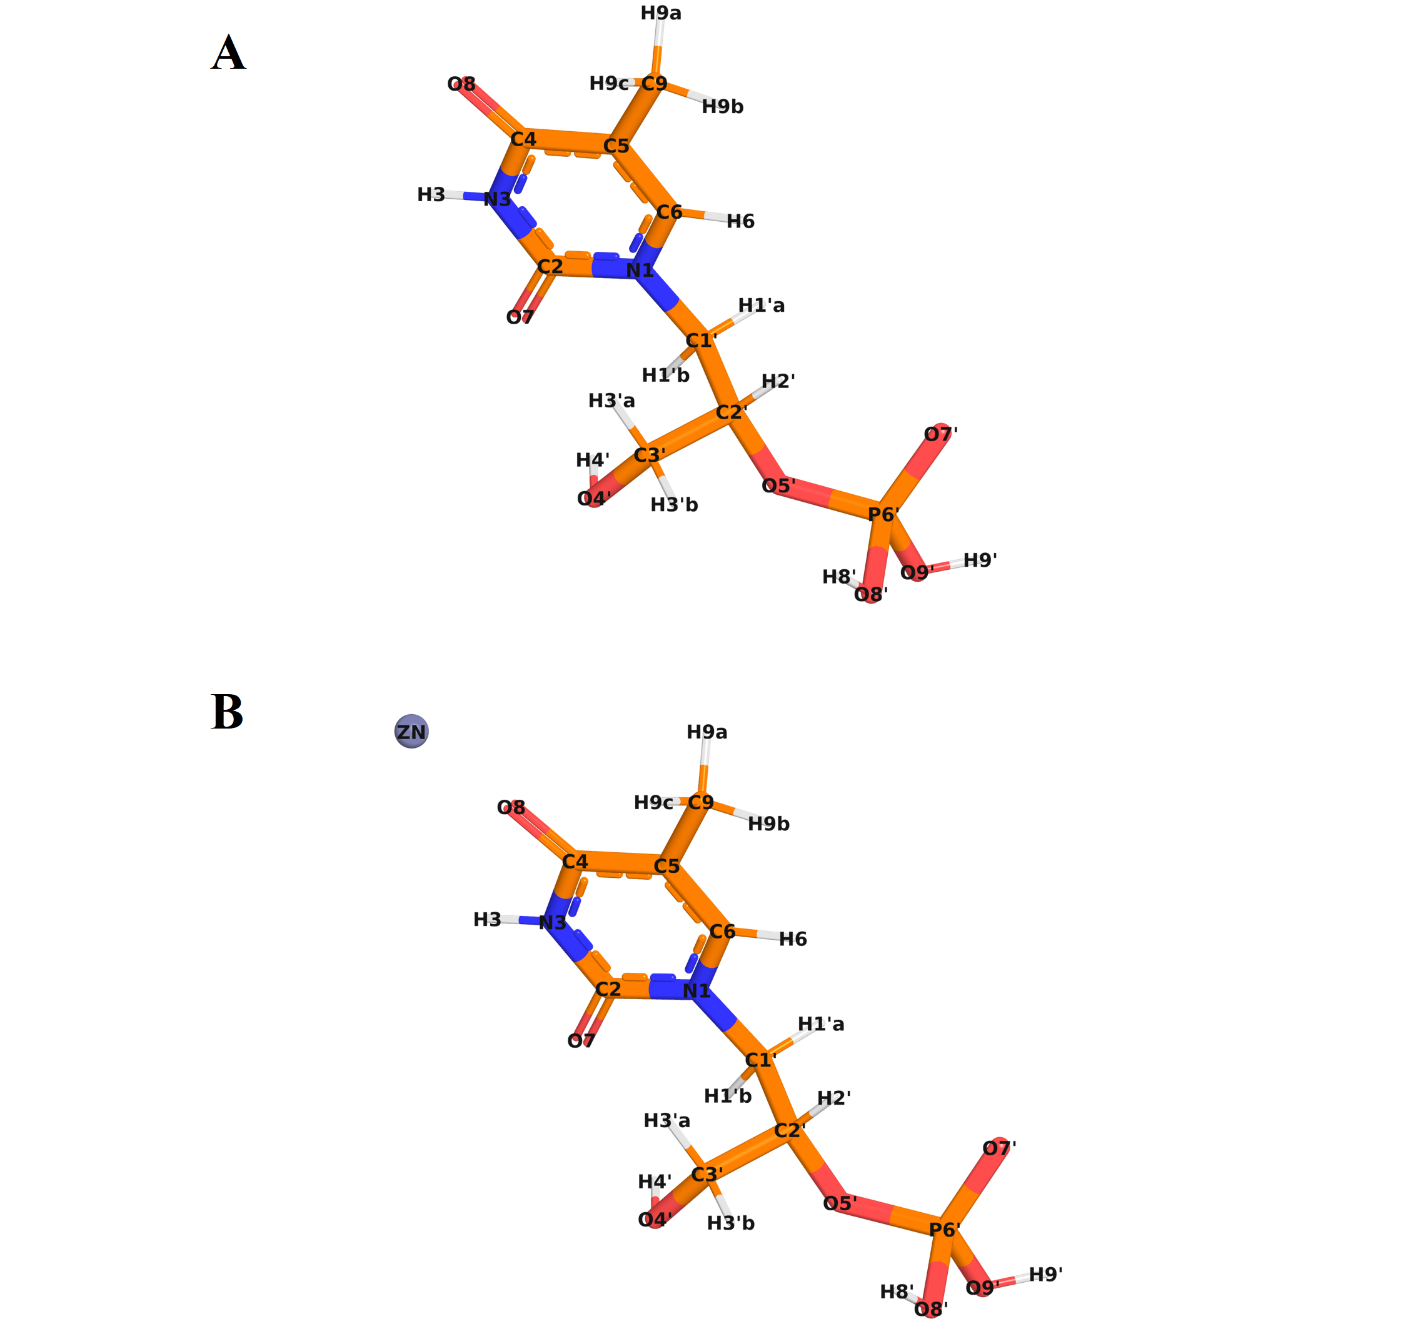 A
H9a
O8
H9c
C9
H9b
C4
C5
H3
N3
C6
H6
C2
N1
O7
H1'a
C1'
H1'b
H2'
H3'a
C2'
O7'
C3'
H4'
O5'
O4'
H3'b
P6'
H9'
O9'
H8'
O8'
B
ZN
H9a
O8
H9c
C9
H9b
C4
C5
H3
N3
C6
H6
C2
N1
O7
H1'a
C1'
H1'b
H2'
H3'a
C2'
O7'
C3'
H4'
O5'
O4'
H3'b
P6'
H9'
O9'
H8'
O8'